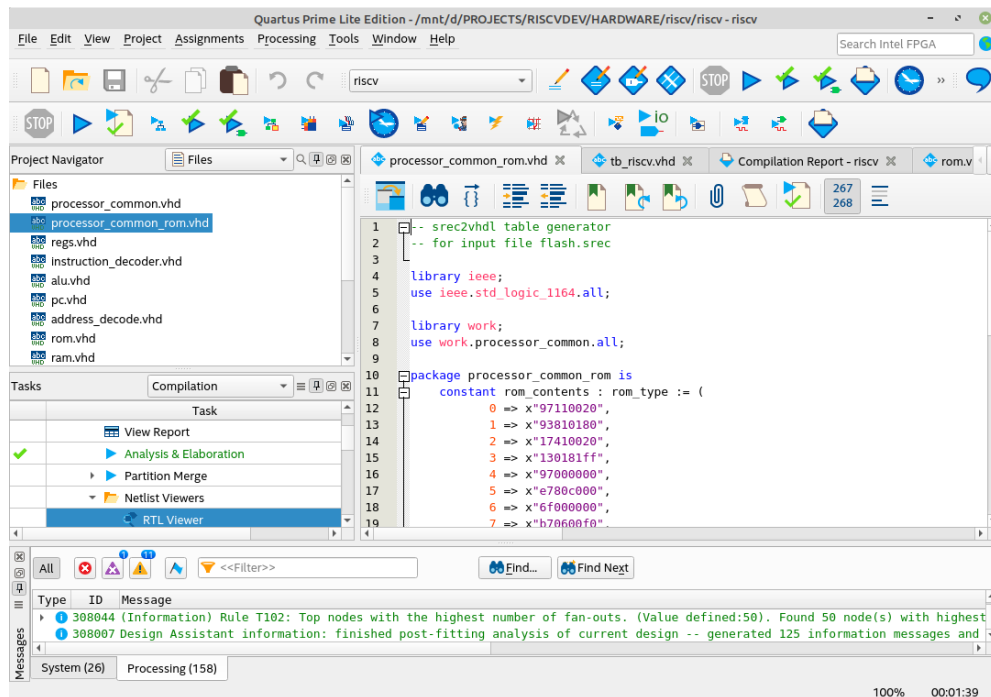 Quartus Prime Lite Edition - /mnt/d/PROJECTS/RISCVDEV/HARDWARE/riscv/riscv - riscv
File Edit View Project Assignments Processing Tools Window Help
Search Intel FPGA
riscv
STOP
»
STOP
io
Project Navigator
Files
processor_common_rom.vhd
tb_riscv.vhd
Compilation Report - riscv
rom.v
Files
processor_common.vhd
processor_common_rom.vhd
regs.vhd
instruction_decoder.vhd
alu.vhd
pc.vhd
address_decode.vhd
rom.vhd
ram.vhd
267
268
1 -- srec2vhdl table generator
2 -- for input file flash.srec
3
4 library ieee;
5 use ieee.std_logic_1164.all;
6
7 library work;
8 use work.processor_common.all;
9
10 package processor_common_rom is
11 constant rom_contents : rom_type := (
12 0 => x"97110020",
13 1 => x"93810180",
14 2 => x"17410020",
15 3 => x"130181ff",
16 4 => x"97000000",
17 5 => x"e780c000",
18 6 => x"6f000000",
19 7 => x"b70600f0",
Tasks
Compilation
Task
View Report
Analysis & Elaboration
Partition Merge
Netlist Viewers
RTL Viewer
All
1
11
<<Filter>>
Find...
Find Next
Type ID Message
308044 (Information) Rule T102: Top nodes with the highest number of fan-outs. (Value defined:50). Found 50 node(s) with highest
308007 Design Assistant information: finished post-fitting analysis of current design -- generated 125 information messages and
Messages
System (26)
Processing (158)
100% 00:01:39